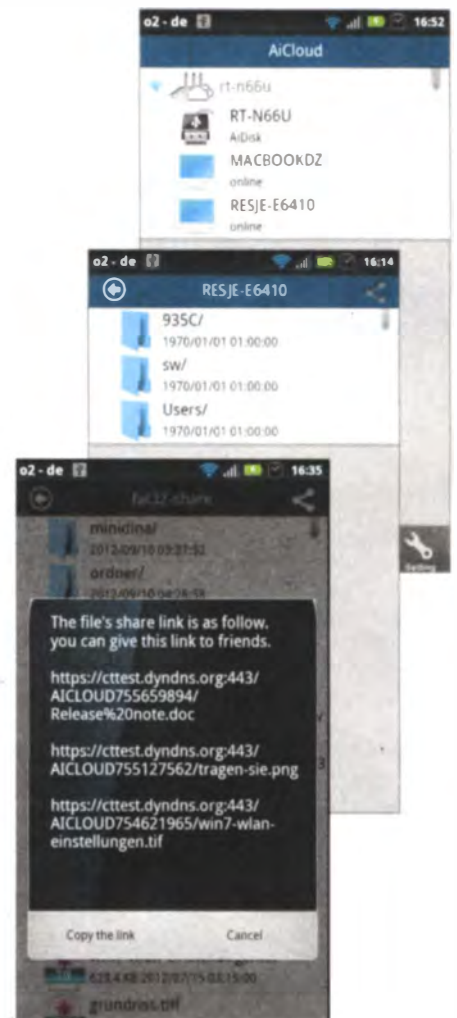 o2 - de 16:52
AiCloud
rt-n66u
RT-N66U
AiDisk
MACBOOKDZ
online
RESJE-E6410
online
o2 - de 16:14
RESJE-E6410
935C/
1970/01/01 01:00:00
sw/
1970/01/01 01:00:00
Users/
1970/01/01 01:00:00
Setting
o2 - de 16:35
fat32-share
minidlna/
ordner/
The file's share link is as follow.
you can give this link to friends.
https://cttest.dyndns.org:443/
AICLOUD755659894/
Release%20note.doc
https://cttest.dyndns.org:443/
AICLOUD755127562/tragen-sie.png
https://cttest.dyndns.org:443/
AICLOUD754621965/win7-wlan-
einstellungen.tif
Copy the link Cancel
grundriss.tiff